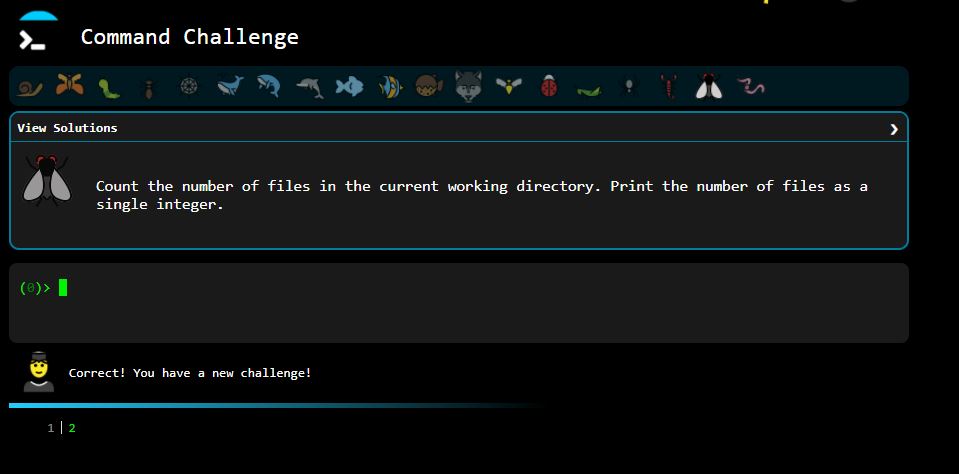 Command Challenge
View Solutions
Count the number of files in the current working directory. Print the number of files as a
single integer.
(0)>
Correct! You have a new challenge!
1 2